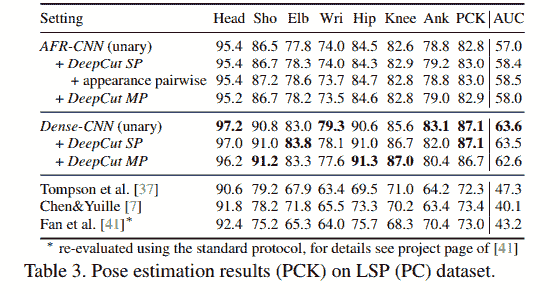 Setting Head Sho Elb Wri Hip Knee Ank PCK AUC
AFR-CNN (unary) 95.4 86.5 77.8 74.0 84.5 82.6 78.8 82.8 57.0
+ DeepCut SP 95.4 86.7 78.3 74.0 84.3 82.9 79.2 83.0 58.4
+ appearance pairwise 95.4 87.2 78.6 73.7 84.7 82.8 78.8 83.0 58.5
+ DeepCut MP 95.2 86.7 78.2 73.5 84.6 82.8 79.0 82.9 58.0
Dense-CNN (unary) 97.2 90.8 83.0 79.3 90.6 85.6 83.1 87.1 63.6
+ DeepCut SP 97.0 91.0 83.8 78.1 91.0 86.7 82.0 87.1 63.5
+ DeepCut MP 96.2 91.2 83.3 77.6 91.3 87.0 80.4 86.7 62.6
Tompson et al. [37] 90.6 79.2 67.9 63.4 69.5 71.0 64.2 72.3 47.3
Chen&Yuille [7] 91.8 78.2 71.8 65.5 73.3 70.2 63.4 73.4 40.1
Fan et al. [41]* 92.4 75.2 65.3 64.0 75.7 68.3 70.4 73.0 43.2
* re-evaluated using the standard protocol, for details see project page of [41]
Table 3. Pose estimation results (PCK) on LSP (PC) dataset.